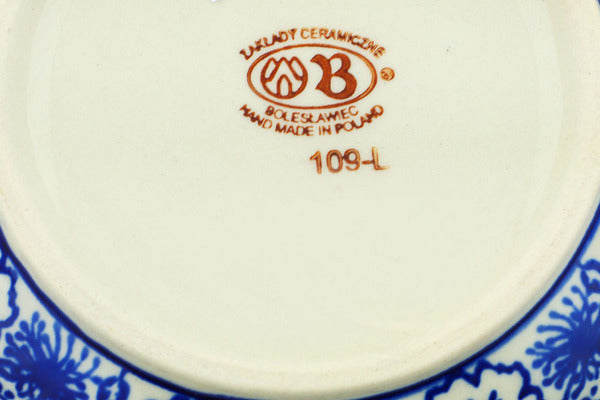 ZAKŁADY CERAMICZNE
B ®
BOLESŁAWIEC
HAND MADE IN POLAND
109-L